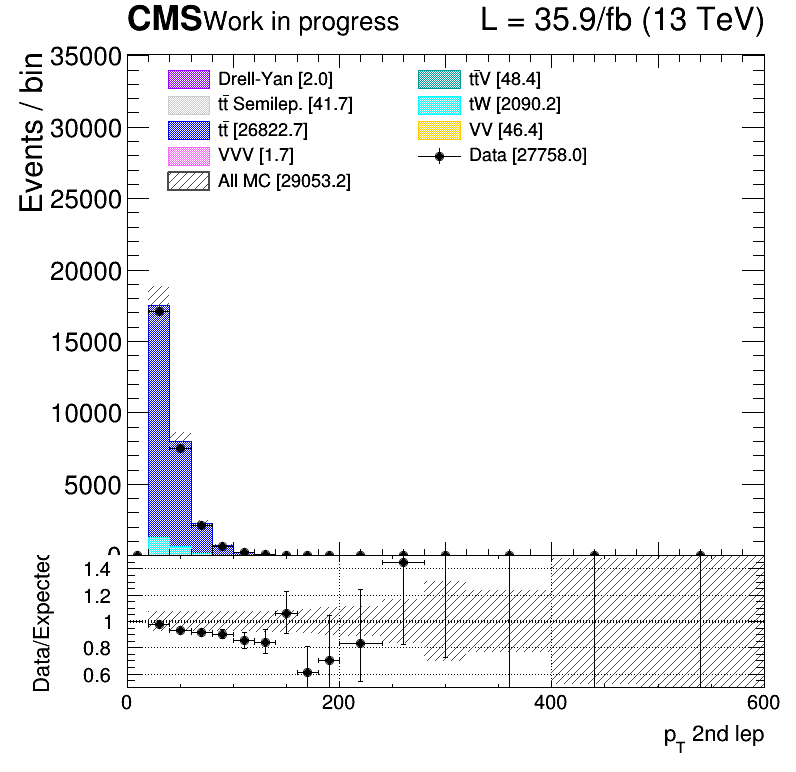 CMS Work in progress L = 35.9/fb (13 TeV)
Events / bin
35000
30000
25000
20000
15000
10000
5000
0
Drell-Yan [2.0]
tt̄ Semilep. [41.7]
tt̄ [26822.7]
VVV [1.7]
All MC [29053.2]
tt̄V [48.4]
tW [2090.2]
VV [46.4]
Data [27758.0]
Data/Expected
1.4
1.2
1
0.8
0.6
0 200 400 600
p_T 2nd lep